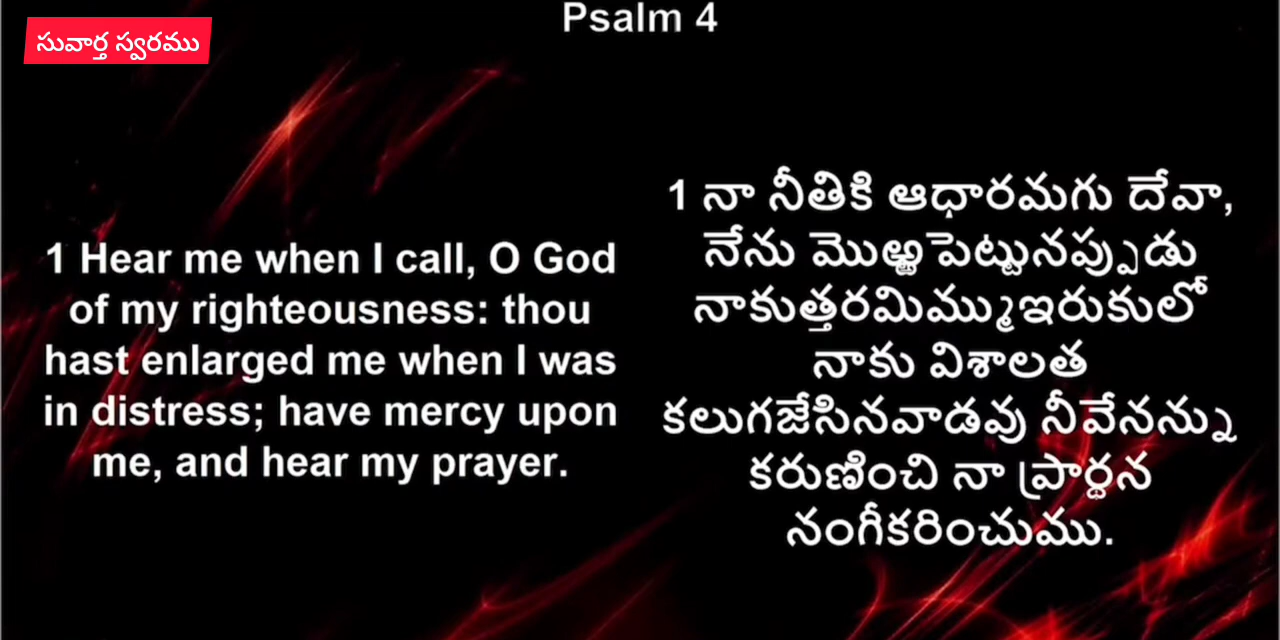 Psalm 4
సువార్త స్వరము
1 Hear me when I call, O God
of my righteousness: thou
hast enlarged me when I was
in distress; have mercy upon
me, and hear my prayer.
1 నా నీతికి ఆధారమగు దేవా,
నేను మొఱ్ఱపెట్టునప్పుడు
నాకుత్తరమిమ్ముఇరుకులో
నాకు విశాలత
కలుగజేసినవాడవు నీవేనన్ను
కరుణించి నా ప్రార్థన
నంగీకరించుము.